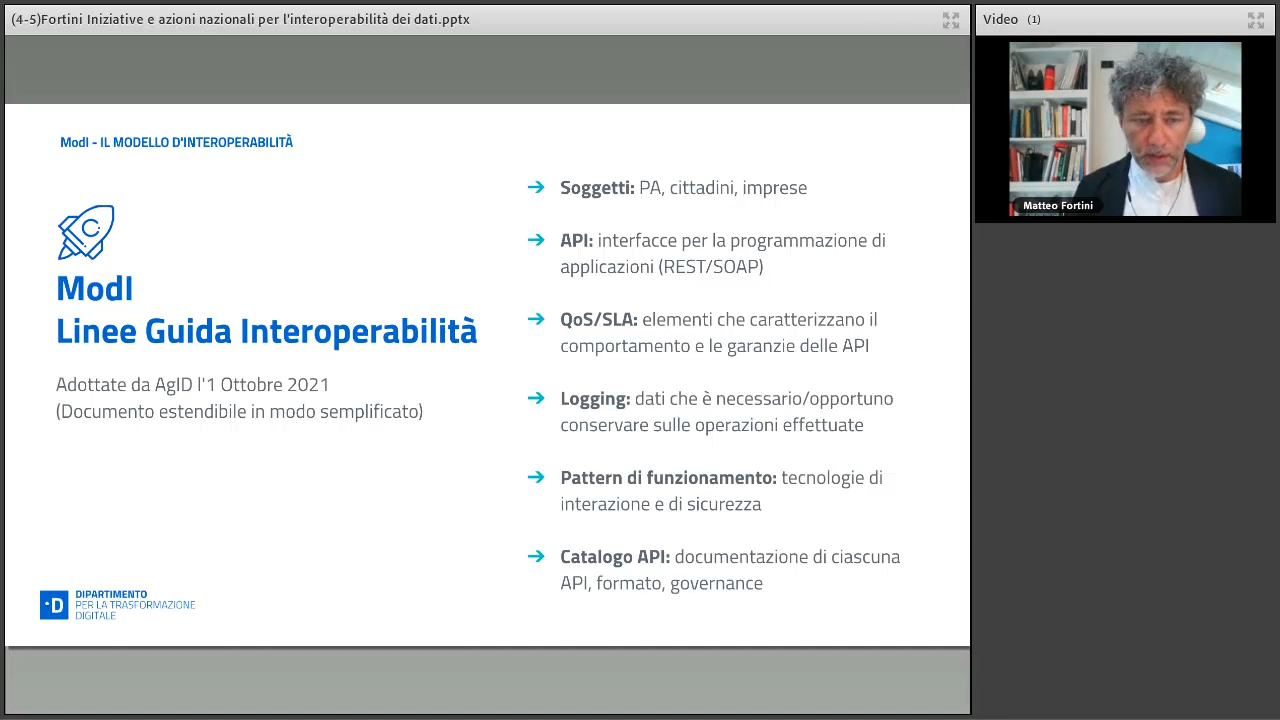 (4-5)Fortini Iniziative e azioni nazionali per l'interoperabilità dei dati.pptx
Video (1)
Matteo Fortini
ModI - IL MODELLO D'INTEROPERABILITÀ
ModI
Linee Guida Interoperabilità
Adottate da AgID l'1 Ottobre 2021
(Documento estendibile in modo semplificato)
Soggetti: PA, cittadini, imprese
API: interfacce per la programmazione di
applicazioni (REST/SOAP)
QoS/SLA: elementi che caratterizzano il
comportamento e le garanzie delle API
Logging: dati che è necessario/opportuno
conservare sulle operazioni effettuate
Pattern di funzionamento: tecnologie di
interazione e di sicurezza
Catalogo API: documentazione di ciascuna
API, formato, governance
D
DIPARTIMENTO
PER LA TRASFORMAZIONE
DIGITALE